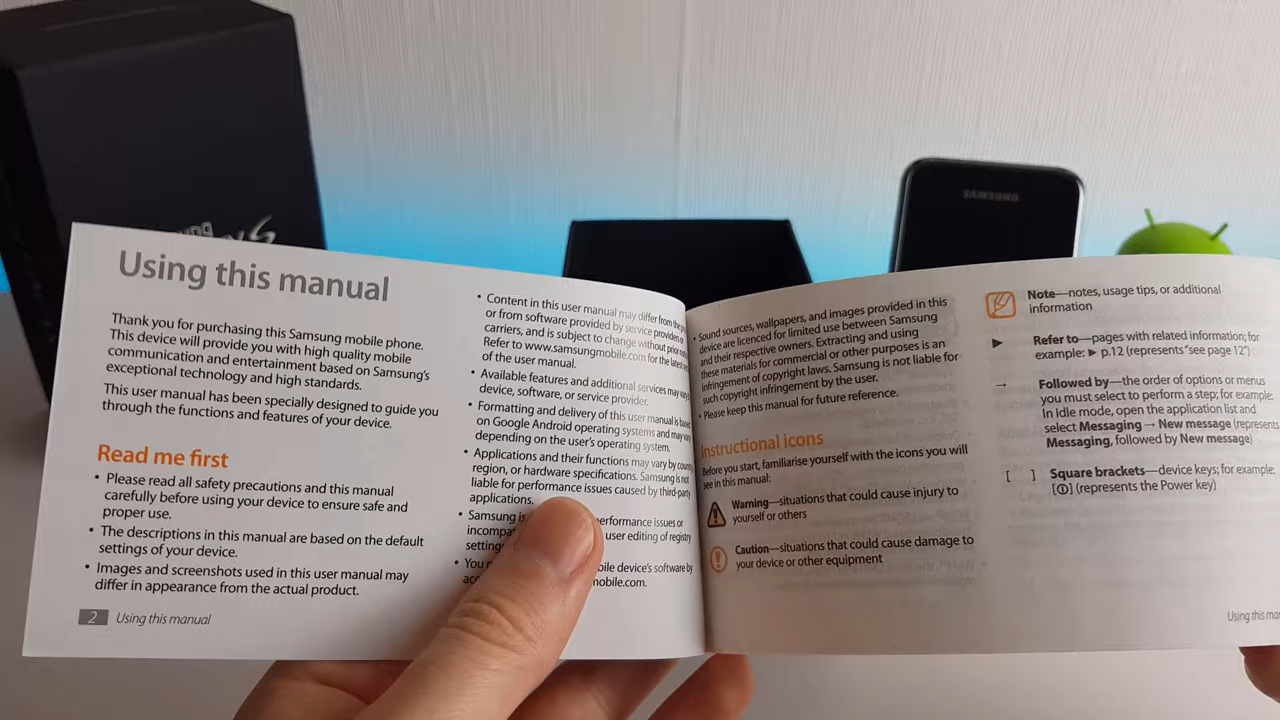 SAMSUNG
Using this manual
Thank you for purchasing this Samsung mobile phone.
This device will provide you with high quality mobile
communication and entertainment based on Samsung's
exceptional technology and high standards.
This user manual has been specially designed to guide you
through the functions and features of your device.
Read me first
• Please read all safety precautions and this manual
carefully before using your device to ensure safe and
proper use.
• The descriptions in this manual are based on the default
settings of your device.
• Images and screenshots used in this user manual may
differ in appearance from the actual product.
2 Using this manual
• Content in this user manual may differ from the
or from software provided by service providers or
carriers, and is subject to change without prior
Refer to www.samsungmobile.com for the latest
of the user manual.
• Available features and additional services may
device, software, or service provider.
• Formatting and delivery of this user manual is based
on Google Android operating systems and may
depending on the user's operating system.
• Applications and their functions may vary by country,
region, or hardware specifications. Samsung is not
liable for performance issues caused by third-party
applications.
• Samsung is performance issues or
user editing of registry
• You device's software by
mobile.com.
• Sound sources, wallpapers, and images provided in this
device are licenced for limited use between Samsung
and their respective owners. Extracting and using
these materials for commercial or other purposes is an
infringement of copyright laws. Samsung is not liable for
such copyright infringement by the user.
• Please keep this manual for future reference.
Instructional icons
Before you start, familiarise yourself with the icons you will
see in this manual:
Warning—situations that could cause injury to
yourself or others
Caution—situations that could cause damage to
your device or other equipment
Note—notes, usage tips, or additional
information
► Refer to—pages with related information; for
example: ► p.12 (represents "see page 12")
→ Followed by—the order of options or menus
you must select to perform a step; for example:
In Idle mode, open the application list and
select Messaging → New message (represents
Messaging, followed by New message)
[ ] Square brackets—device keys; for example:
[⏻] (represents the Power key)
Using this